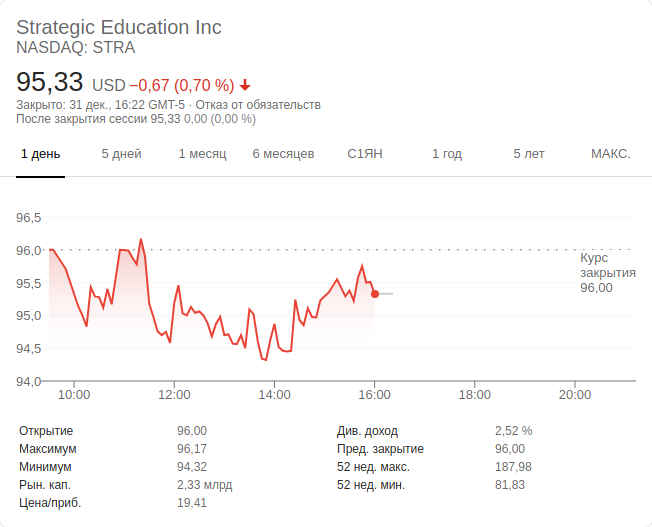 Strategic Education Inc
NASDAQ: STRA
95,33 USD −0,67 (0,70 %)
Закрыто: 31 дек., 16:22 GMT-5 · Отказ от обязательств
После закрытия сессии 95,33 0,00 (0,00 %)
1 день 5 дней 1 месяц 6 месяцев С1ЯН 1 год 5 лет МАКС.
96,5
96,0
Курс
закрытия
96,00
95,5
95,0
94,5
94,0
10:00 12:00 14:00 16:00 18:00 20:00
Открытие 96,00 Див. доход 2,52 %
Максимум 96,17 Пред. закрытие 96,00
Минимум 94,32 52 нед. макс. 187,98
Рын. кап. 2,33 млрд 52 нед. мин. 81,83
Цена/приб. 19,41